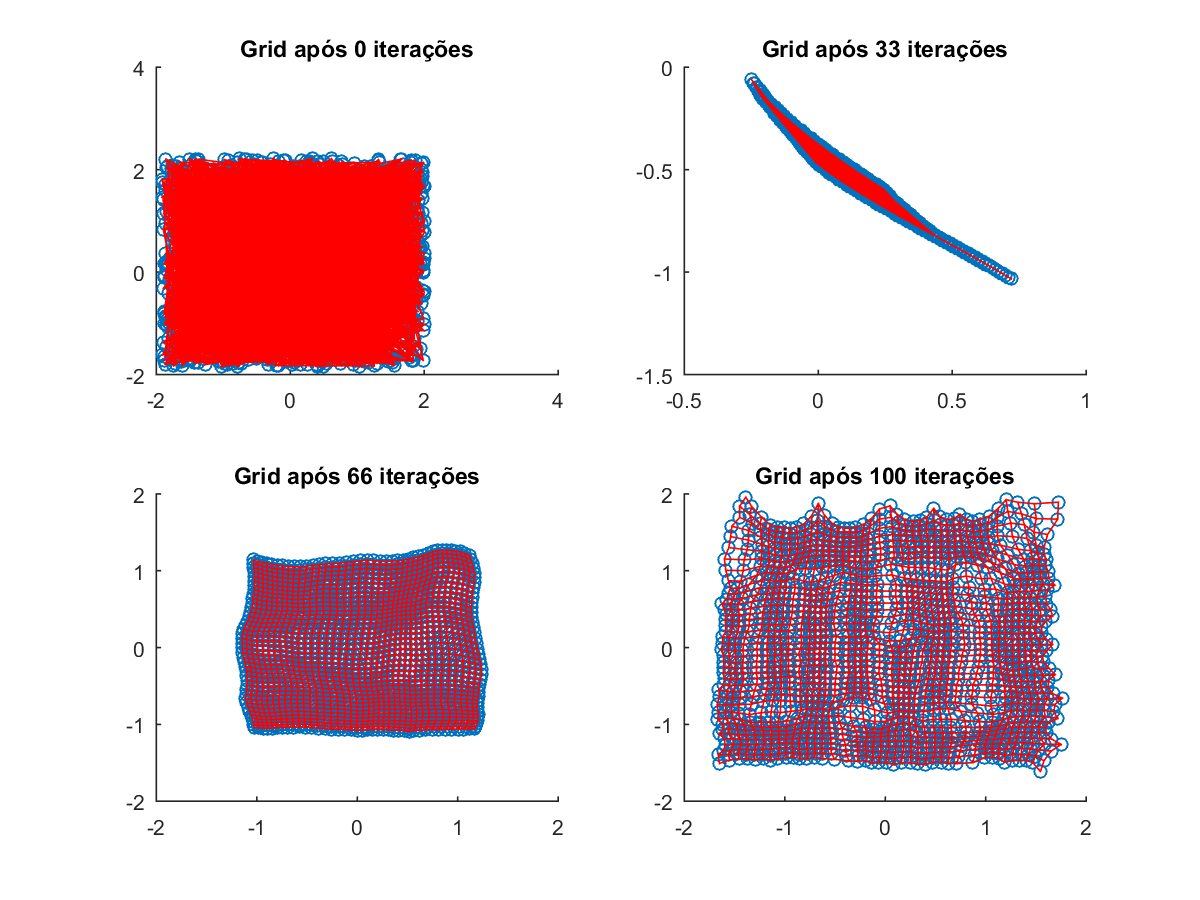 Grid após 0 iterações
4
2
0
-2
-2 0 2 4
Grid após 33 iterações
0
-0.5
-1
-1.5
-0.5 0 0.5 1
Grid após 66 iterações
2
1
0
-1
-2
-2 -1 0 1 2
Grid após 100 iterações
2
1
0
-1
-2
-2 -1 0 1 2